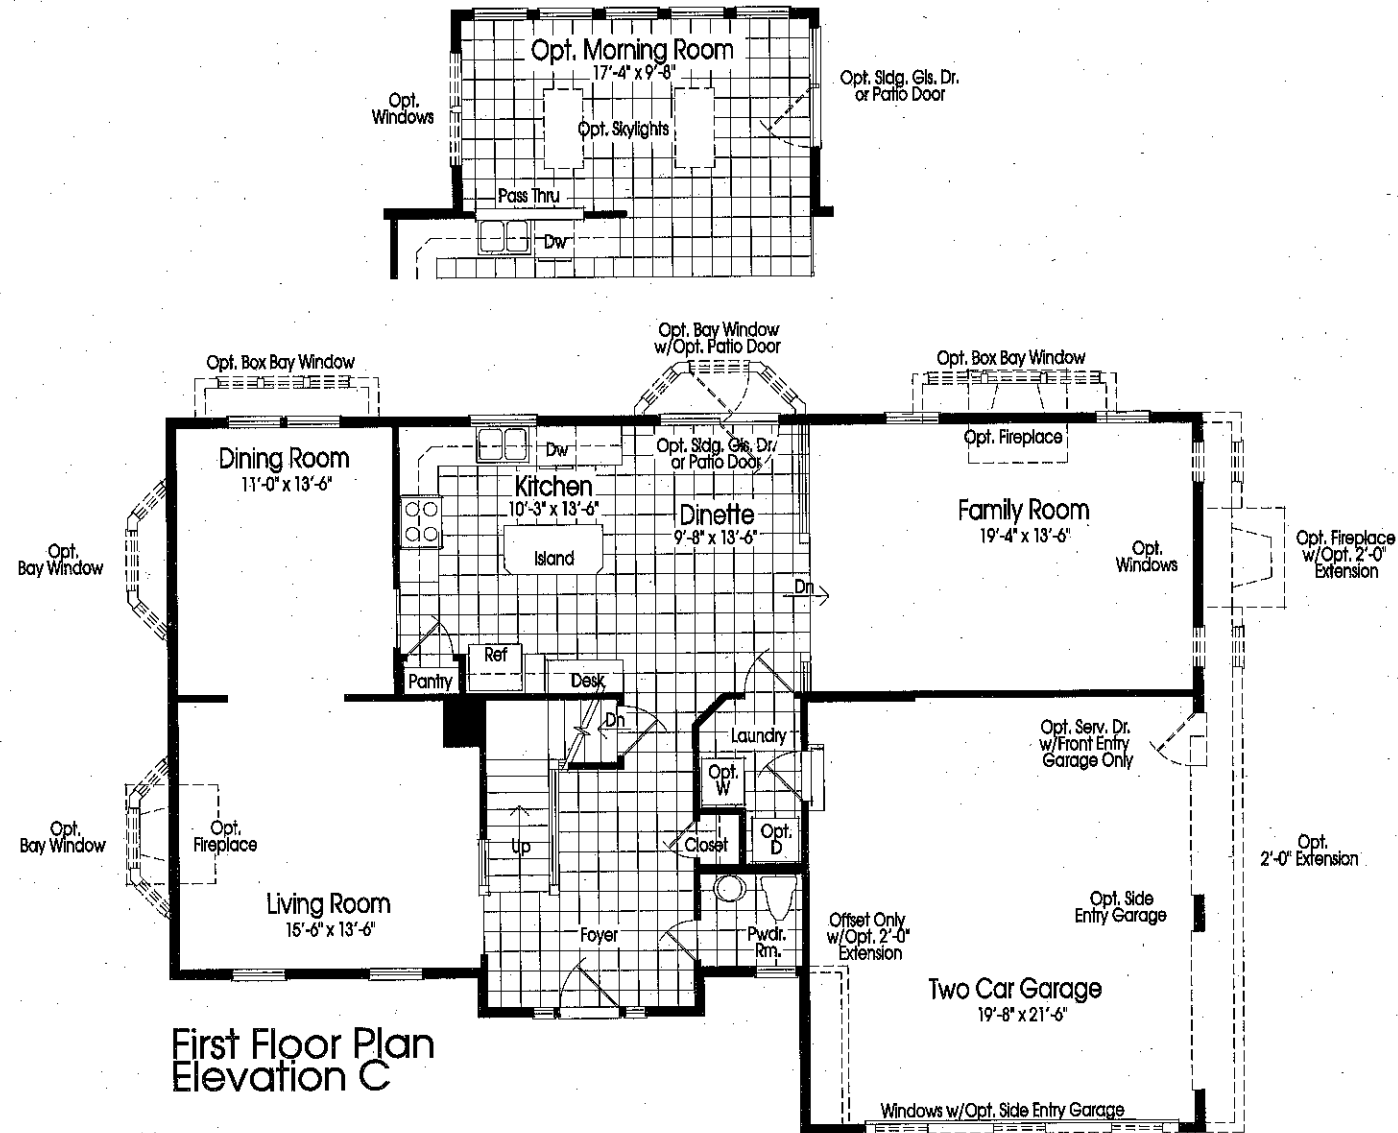 Opt. Morning Room
17'-4" x 9'-8"
Opt. Sldg. Gls. Dr.
or Patio Door
Opt.
Windows
Opt. Skylights
Pass Thru
Dw
Opt. Bay Window
w/Opt. Patio Door
Opt. Box Bay Window
Opt. Box Bay Window
Dining Room
11'-0" x 13'-6"
Dw
Opt. Sldg. Gls. Dr.
or Patio Door
Opt. Fireplace
Kitchen
10'-3" x 13'-6"
Dinette
9'-8" x 13'-6"
Family Room
19'-4" x 13'-6"
Opt.
Bay Window
Island
Opt.
Windows
Opt. Fireplace
w/Opt. 2'-0"
Extension
Dn
Ref
Pantry
Desk
Dn
Laundry
Opt. Serv. Dr.
w/Front Entry
Garage Only
Opt.
W
Opt.
Bay Window
Opt.
Fireplace
Up
Closet
Opt.
D
Opt.
2'-0" Extension
Living Room
15'-6" x 13'-6"
Foyer
Pwdr.
Rm.
Offset Only
w/Opt. 2'-0"
Extension
Opt. Side
Entry Garage
Two Car Garage
19'-8" x 21'-6"
First Floor Plan
Elevation C
Windows w/Opt. Side Entry Garage